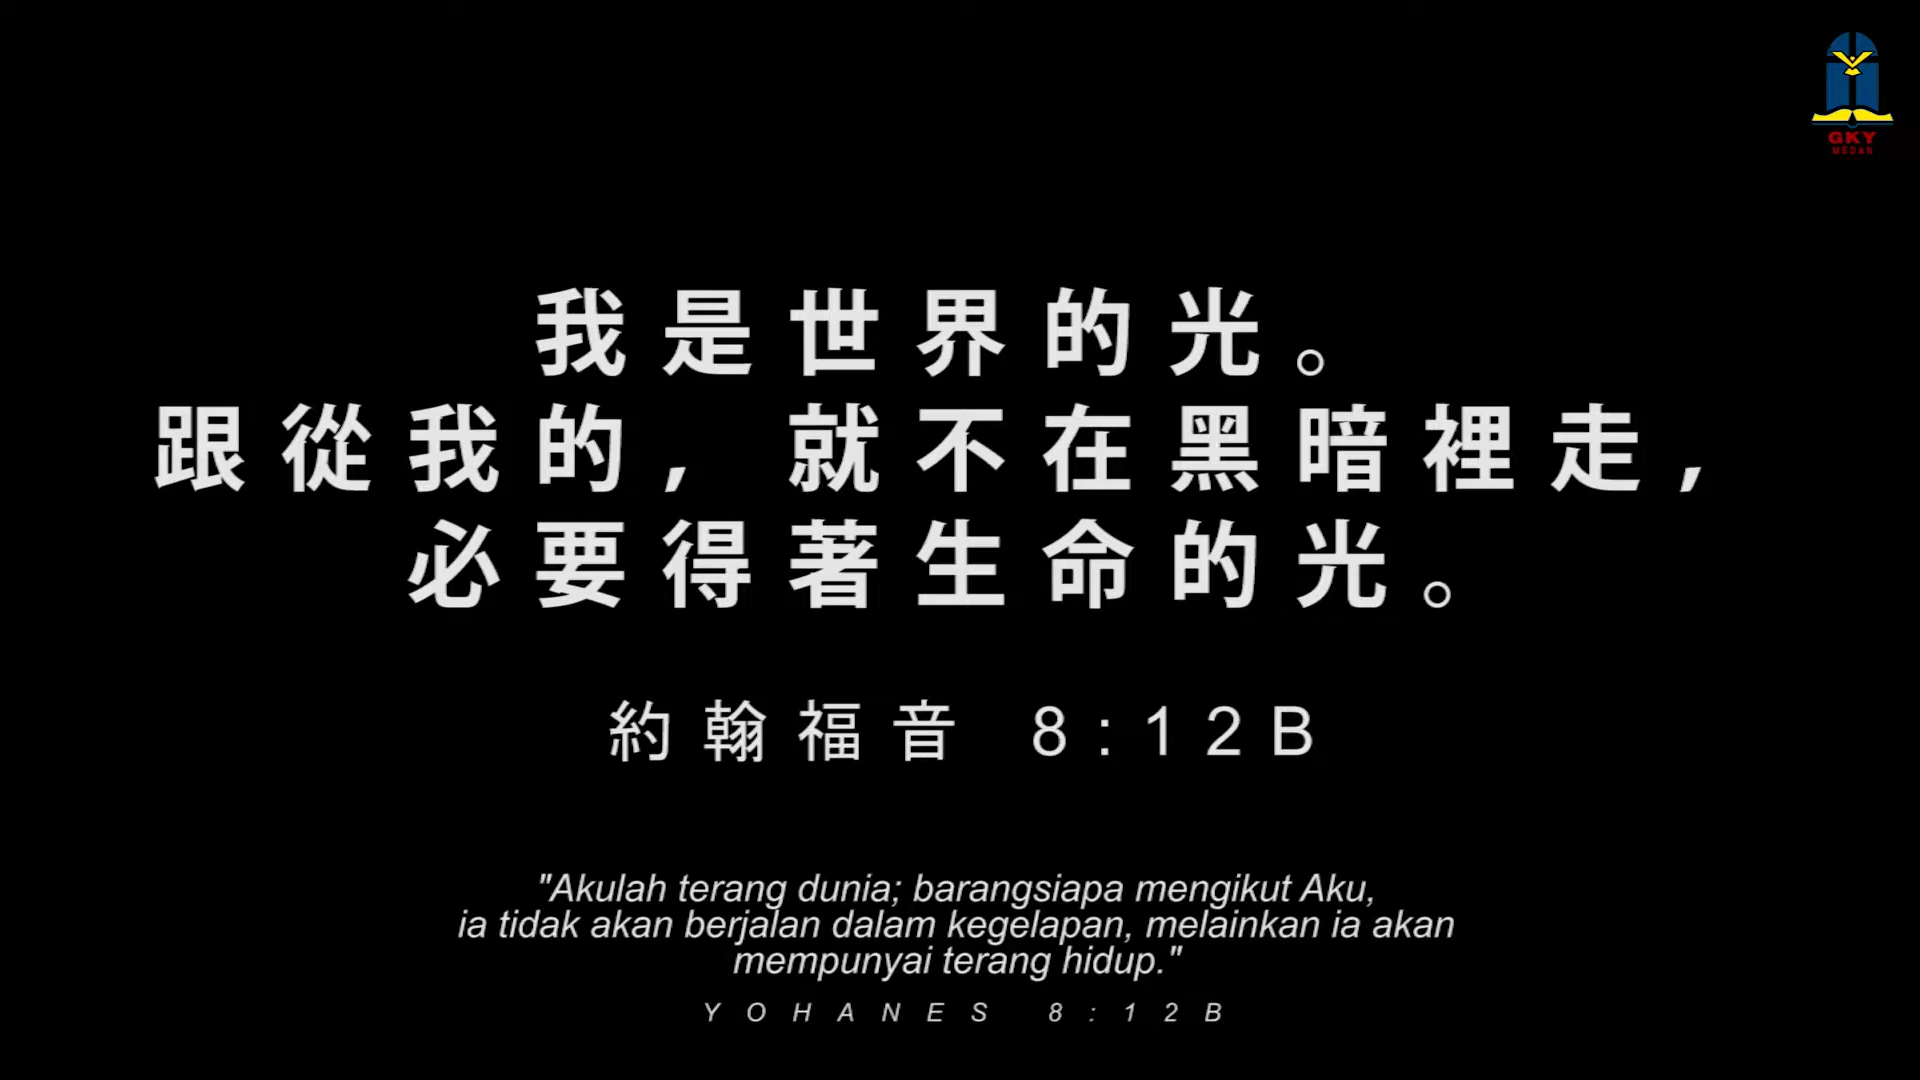 GKY
MEDAN
我是世界的光。
跟從我的，就不在黑暗裡走，
必要得著生命的光。
約翰福音 8:12B
"Akulah terang dunia; barangsiapa mengikut Aku,
ia tidak akan berjalan dalam kegelapan, melainkan ia akan
mempunyai terang hidup."
YOHANES 8:12B